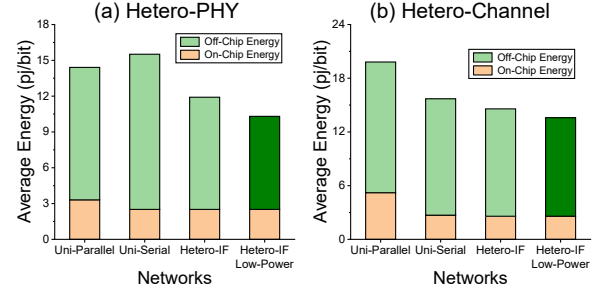 (a) Hetero-PHY
Average Energy (pj/bit)
18
15
12
9
6
3
0
Off-Chip Energy
On-Chip Energy
Uni-Parallel
Uni-Serial
Hetero-IF
Hetero-IF
Low-Power
Networks
(b) Hetero-Channel
Average Energy (pj/bit)
24
18
12
6
0
Off-Chip Energy
On-Chip Energy
Uni-Parallel
Uni-Serial
Hetero-IF
Hetero-IF
Low-Power
Networks